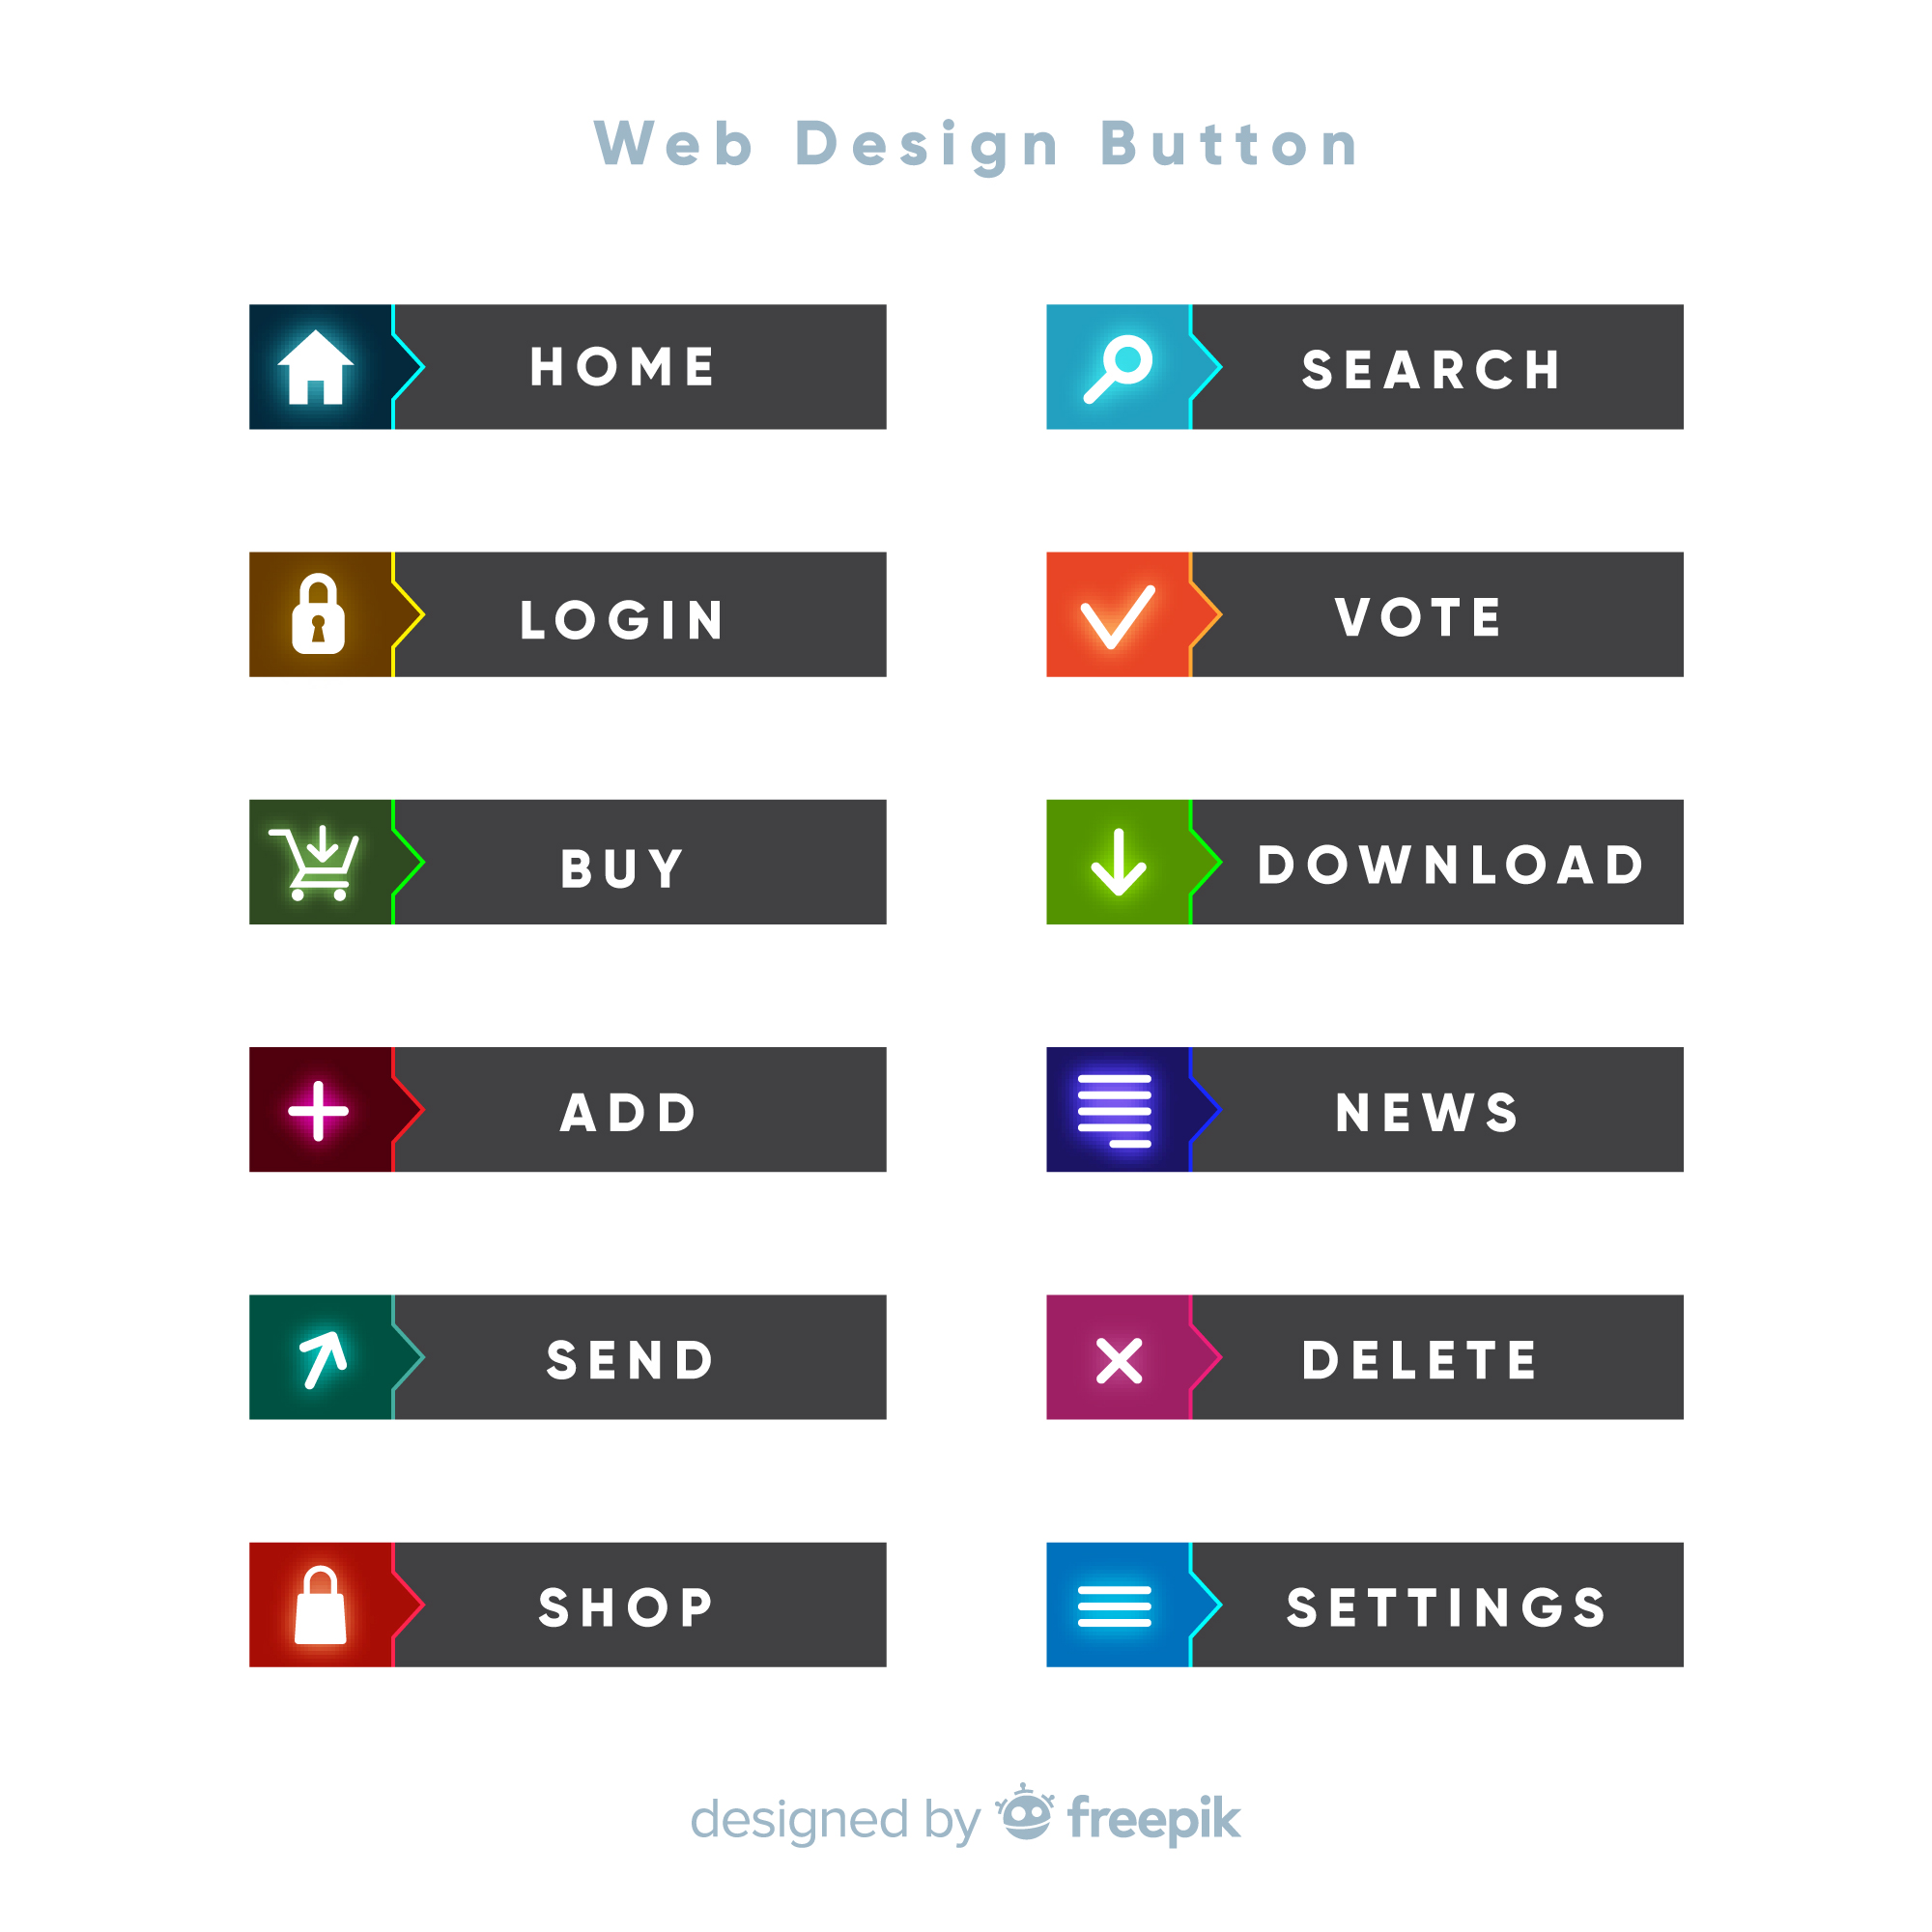 Web Design Button
HOME
SEARCH
LOGIN
VOTE
BUY
DOWNLOAD
ADD
NEWS
SEND
DELETE
SHOP
SETTINGS
designed by freepik